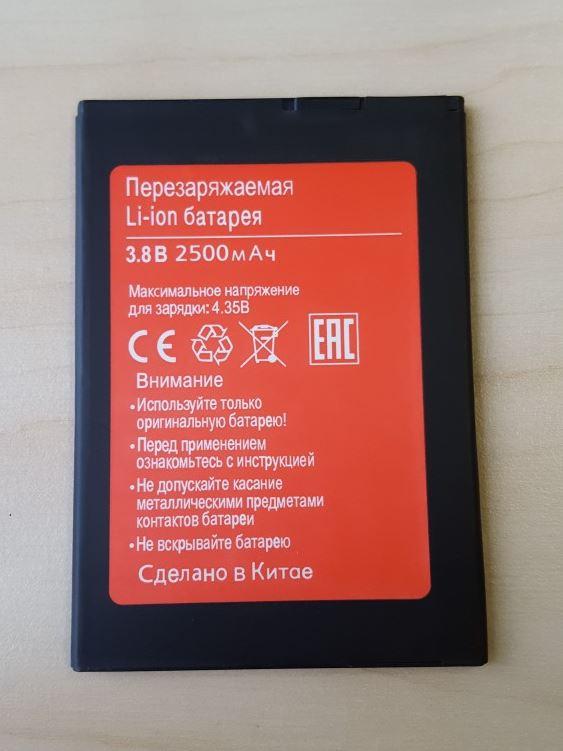 Перезаряжаемая
Li-ion батарея
3.8В 2500мАч
Максимальное напряжение
для зарядки: 4.35В
CE EAC
Внимание
•Используйте только
оригинальную батарею!
•Перед применением
ознакомьтесь с инструкцией
•Не допускайте касание
металлическими предметами
контактов батареи
•Не вскрывайте батарею
Сделано в Китае